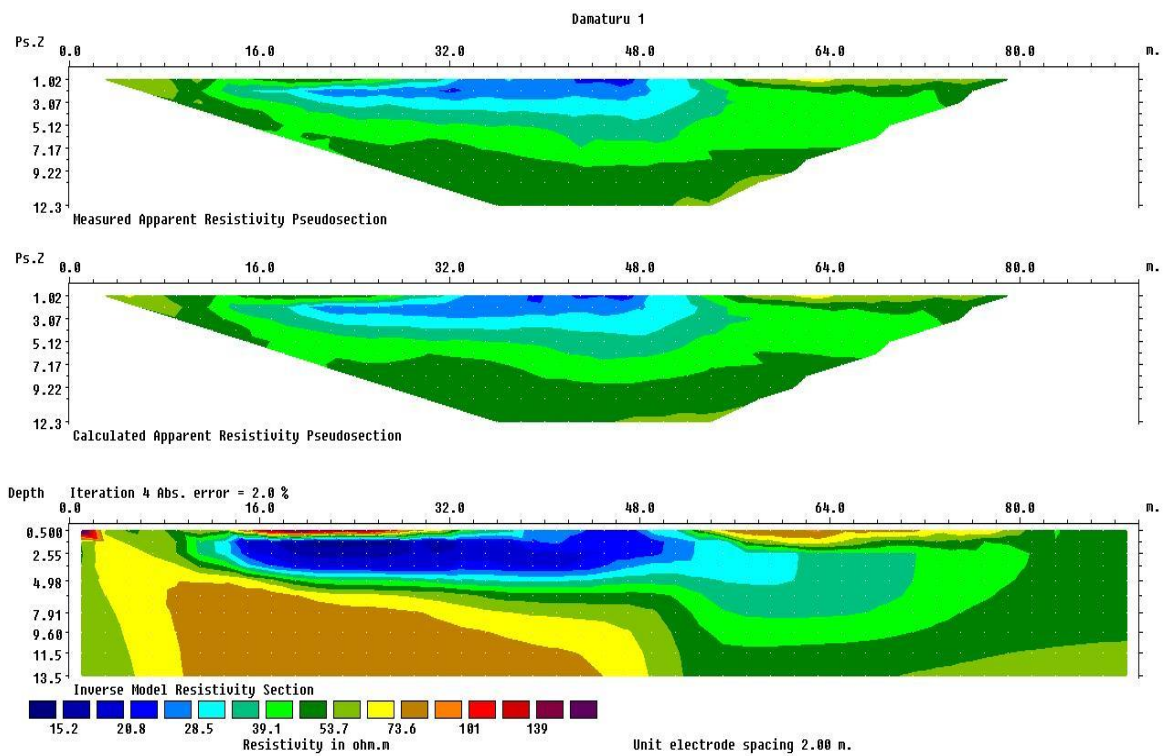 Damaturu 1
Ps.Z 0.0 16.0 32.0 48.0 64.0 80.0 m.
1.02
3.07
5.12
7.17
9.22
12.3
Measured Apparent Resistivity Pseudosection
Ps.Z 0.0 16.0 32.0 48.0 64.0 80.0 m.
1.02
3.07
5.12
7.17
9.22
12.3
Calculated Apparent Resistivity Pseudosection
Depth Iteration 4 Abs. error = 2.0 %
0.0 16.0 32.0 48.0 64.0 80.0 m.
0.500
2.55
4.98
7.91
9.60
11.5
13.5
Inverse Model Resistivity Section
15.2 20.8 28.5 39.1 53.7 73.6 101 139
Resistivity in ohm.m Unit electrode spacing 2.00 m.